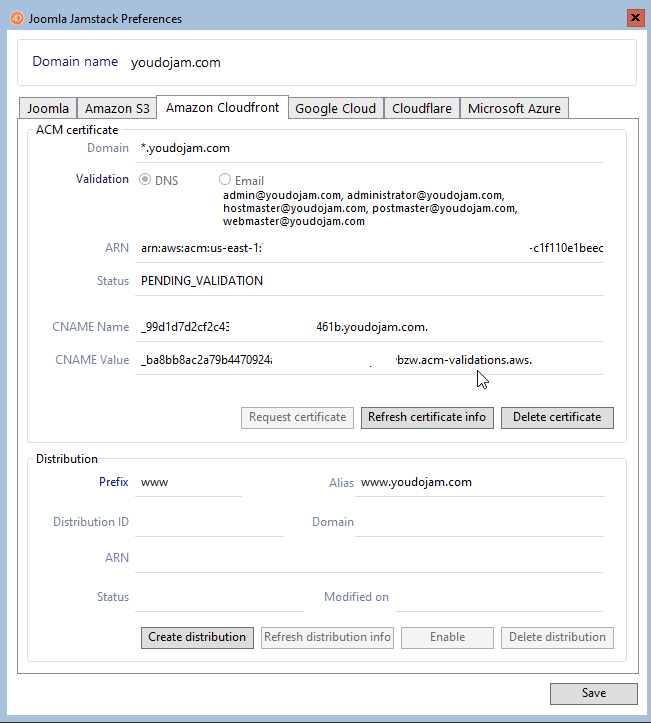 Joomla Jamstack Preferences
Domain name youdojam.com
Joomla Amazon S3 Amazon Cloudfront Google Cloud Cloudflare Microsoft Azure
ACM certificate
Domain *.youdojam.com
Validation DNS Email
admin@youdojam.com, administrator@youdojam.com,
hostmaster@youdojam.com, postmaster@youdojam.com,
webmaster@youdojam.com
ARN arn:aws:acm:us-east-1: -c1f110e1beec
Status PENDING_VALIDATION
CNAME Name _99d1d7d2cf2c43 461b.youdojam.com.
CNAME Value _ba8bb8ac2a79b4470924a bzw.acm-validations.aws.
Request certificate Refresh certificate info Delete certificate
Distribution
Prefix www Alias www.youdojam.com
Distribution ID Domain
ARN
Status Modified on
Create distribution Refresh distribution info Enable Delete distribution
Save